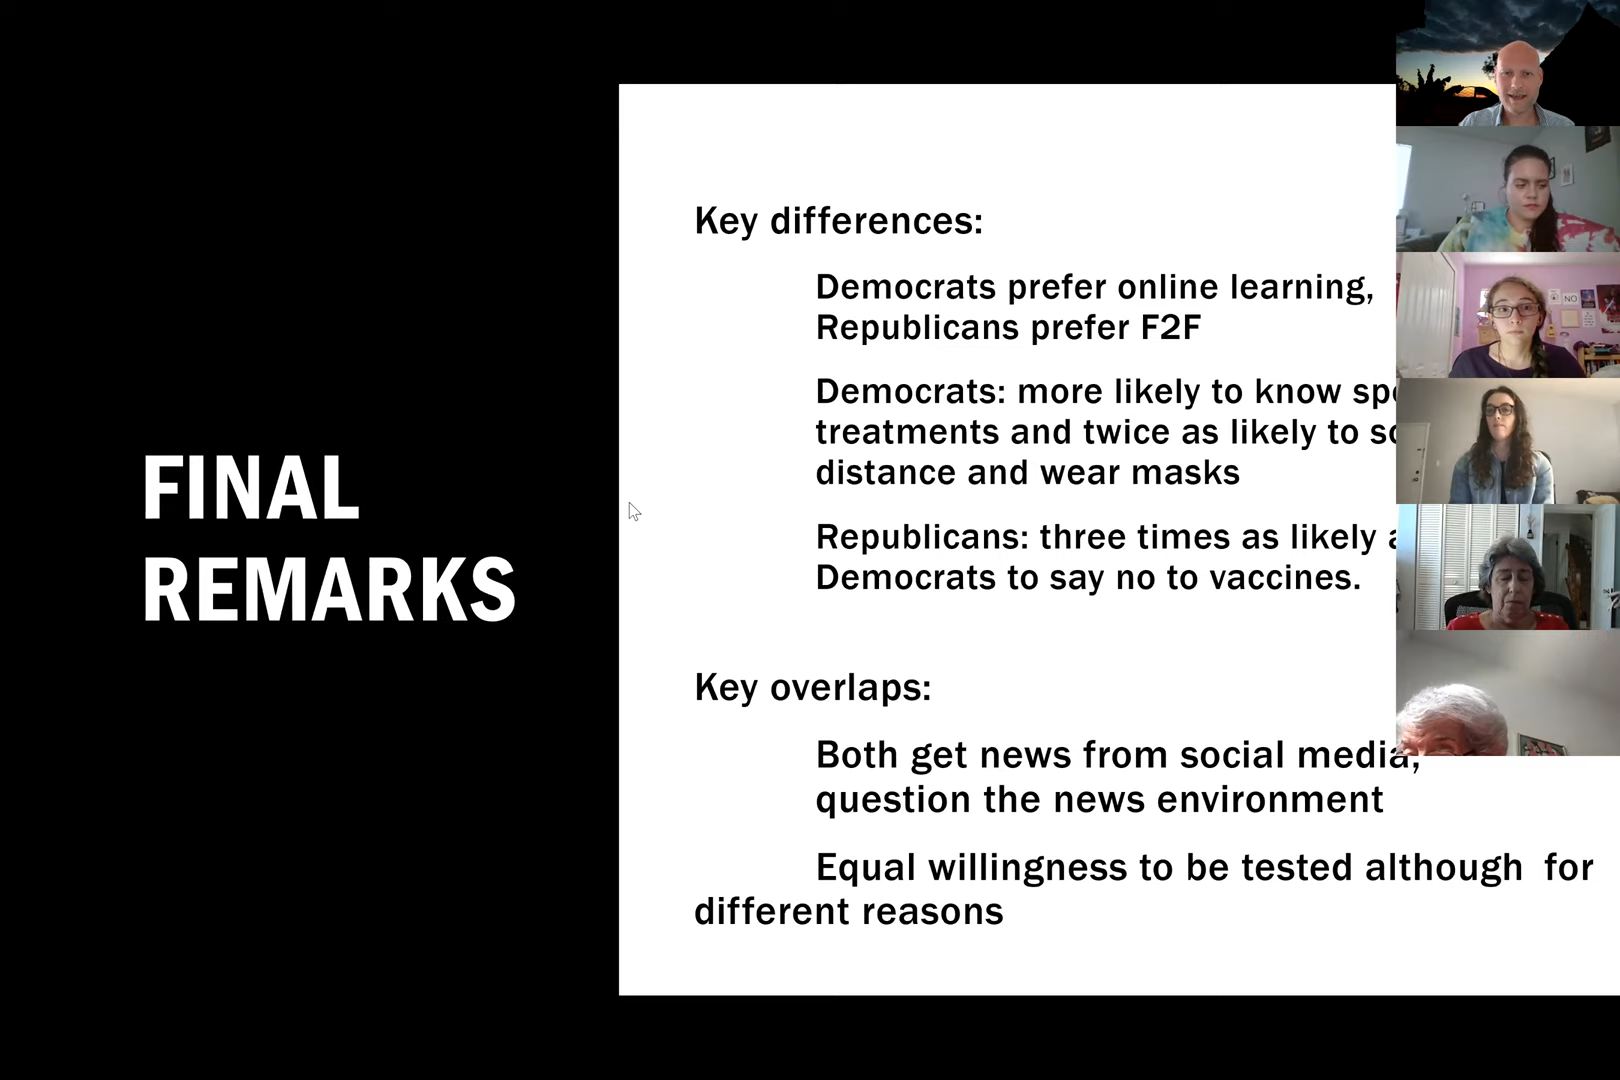 FINAL
REMARKS
Key differences:
Democrats prefer online learning,
Republicans prefer F2F
Democrats: more likely to know
treatments and twice as likely to
distance and wear masks
Republicans: three times as likely
Democrats to say no to vaccines.
Key overlaps:
Both get news from social media,
question the news environment
Equal willingness to be tested although for
different reasons
NO